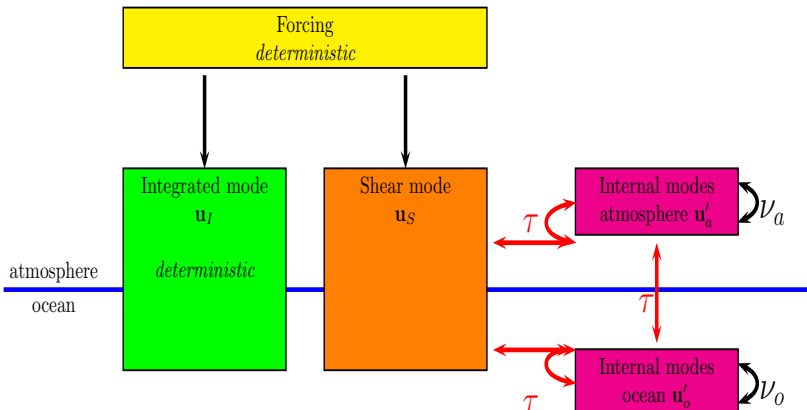 Forcing
deterministic
Integrated mode
u_I
deterministic
Shear mode
u_S
Internal modes
atmosphere u′_a
ν_a
τ
τ
atmosphere
ocean
Internal modes
ocean u′_o
ν_o
τ